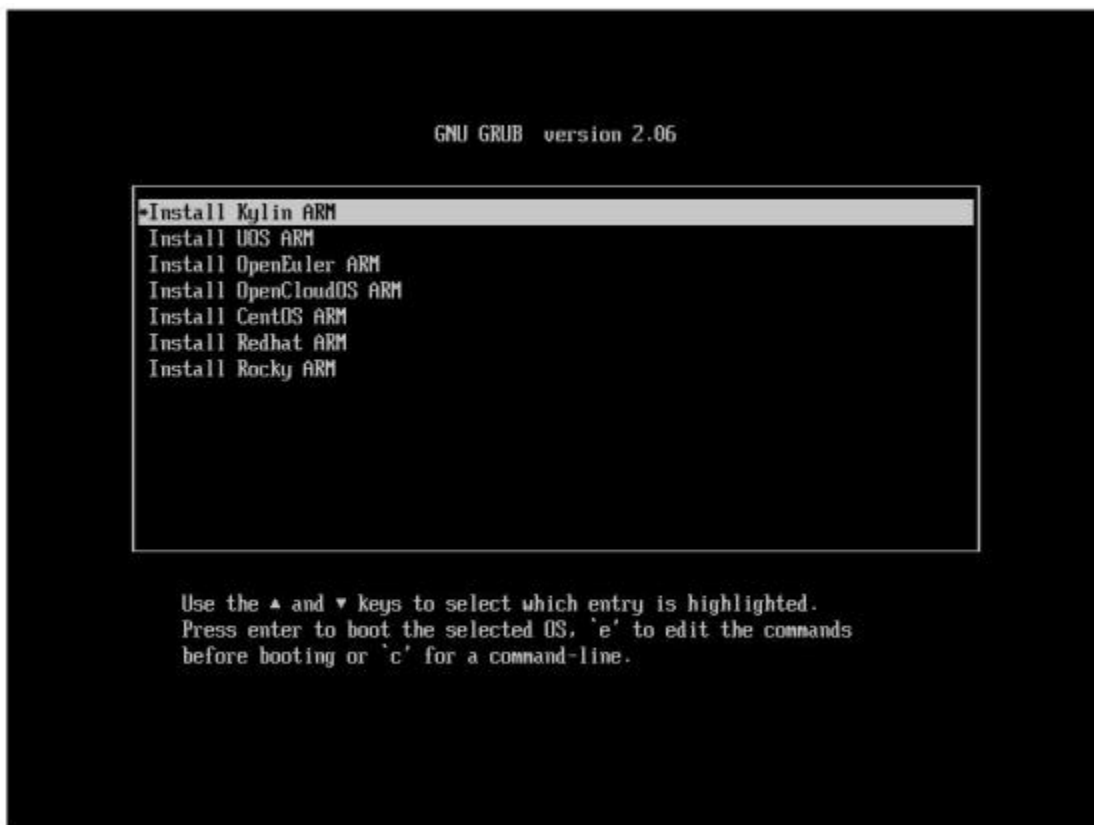 GNU GRUB version 2.06
Install Kylin ARM
Install UOS ARM
Install OpenEuler ARM
Install OpenCloudOS ARM
Install CentOS ARM
Install Redhat ARM
Install Rocky ARM
Use the ▲ and ▼ keys to select which entry is highlighted.
Press enter to boot the selected OS, `e' to edit the commands
before booting or `c' for a command-line.